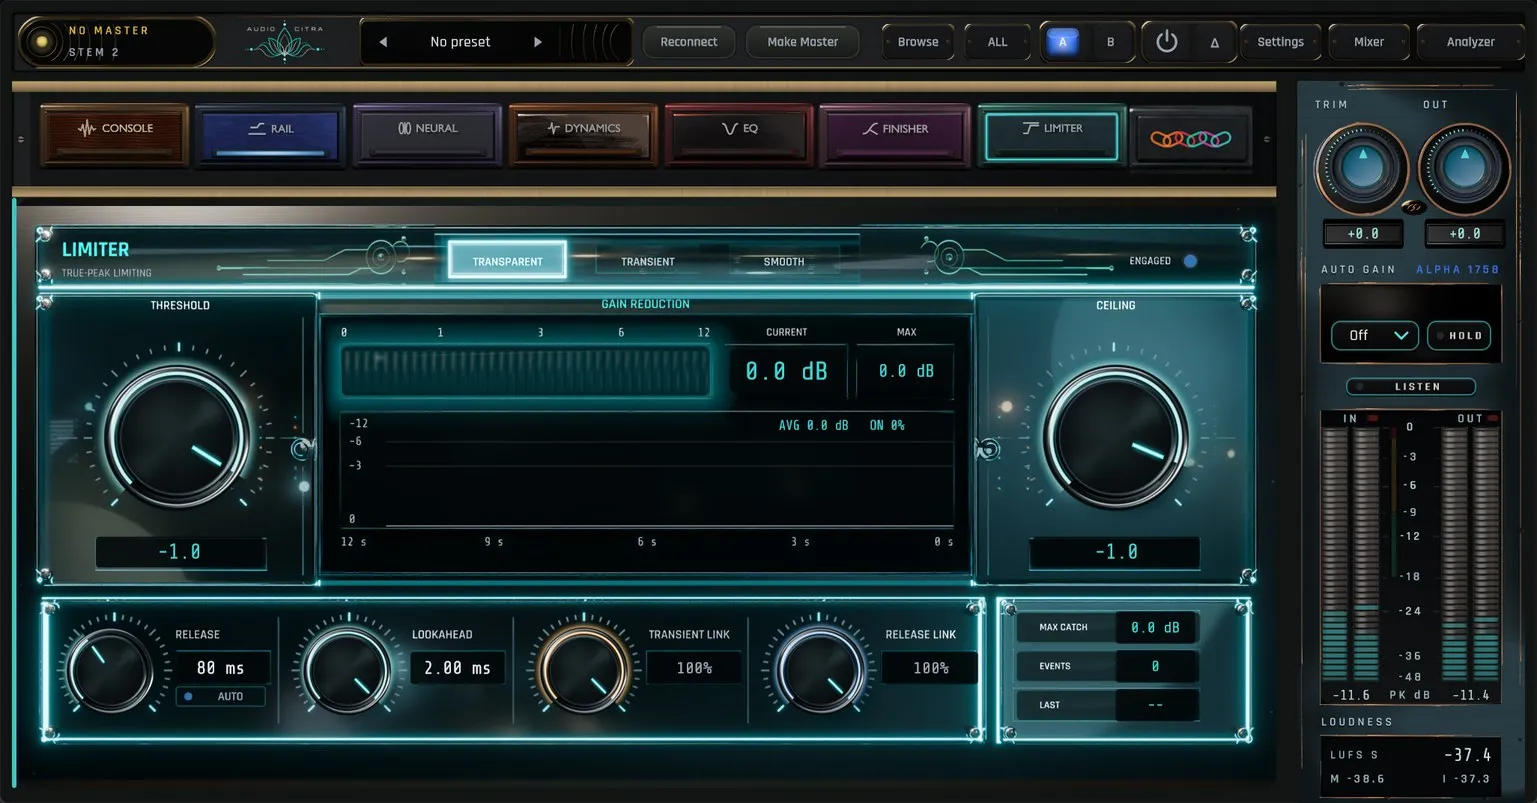 NO MASTER
STEM 2
AUDIO CITRA
No preset
Reconnect
Make Master
Browse
ALL
A
B
Δ
Settings
Mixer
Analyzer
CONSOLE
RAIL
NEURAL
DYNAMICS
EQ
FINISHER
LIMITER
TRIM
OUT
+0.0
+0.0
AUTO GAIN
ALPHA 1758
Off
HOLD
LISTEN
LIMITER
TRUE-PEAK LIMITING
TRANSPARENT
TRANSIENT
SMOOTH
ENGAGED
THRESHOLD
-1.0
GAIN REDUCTION
0 1 3 6 12
CURRENT
0.0 dB
MAX
0.0 dB
AVG 0.0 dB ON 0%
-12
-6
-3
0
12 s 9 s 6 s 3 s 0 s
CEILING
-1.0
RELEASE
80 ms
AUTO
LOOKAHEAD
2.00 ms
TRANSIENT LINK
100%
RELEASE LINK
100%
MAX CATCH 0.0 dB
EVENTS 0
LAST --
IN OUT
0
-3
-6
-9
-12
-18
-24
-36
-48
-11.6 PK dB -11.4
LOUDNESS
LUFS S -37.4
M -38.6 I -37.3